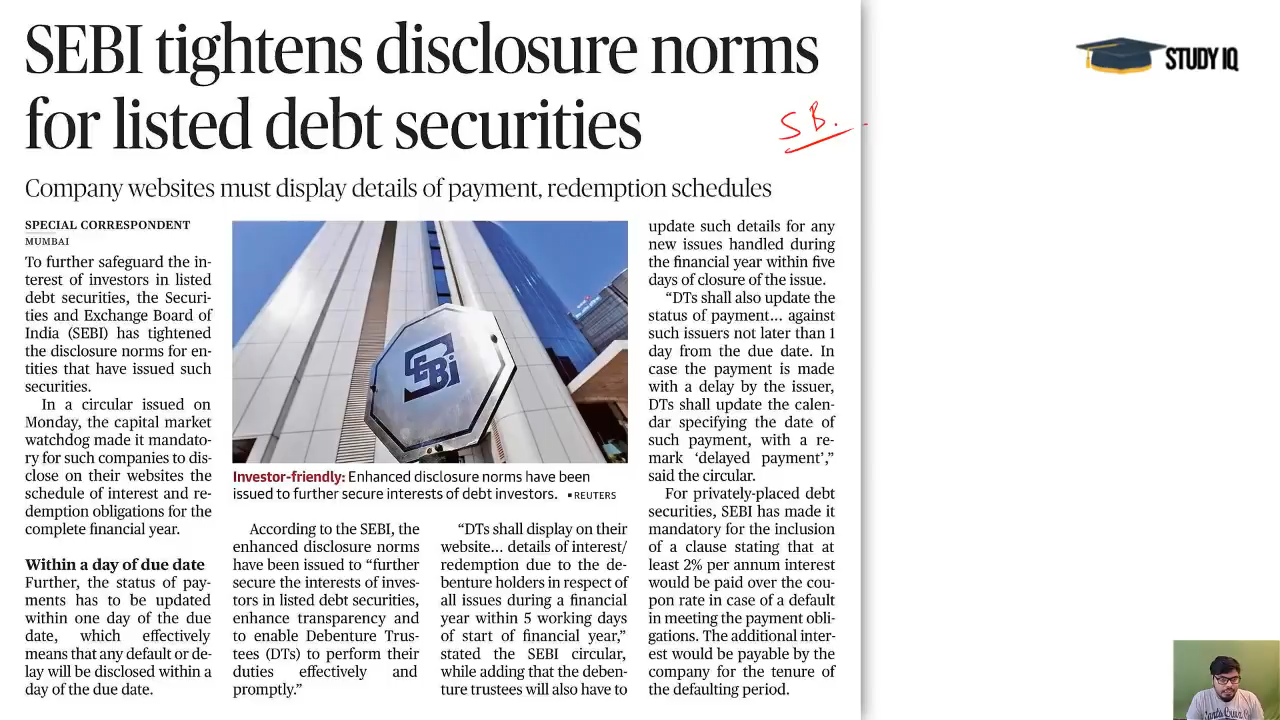 SEBI tightens disclosure norms
for listed debt securities
S B.
STUDY IQ
Company websites must display details of payment, redemption schedules
SPECIAL CORRESPONDENT
MUMBAI
To further safeguard the in-
terest of investors in listed
debt securities, the Securi-
ties and Exchange Board of
India (SEBI) has tightened
the disclosure norms for en-
tities that have issued such
securities.
In a circular issued on
Monday, the capital market
watchdog made it mandato-
ry for such companies to dis-
close on their websites the
schedule of interest and re-
demption obligations for the
complete financial year.
Within a day of due date
Further, the status of pay-
ments has to be updated
within one day of the due
date, which effectively
means that any default or de-
lay will be disclosed within a
day of the due date.
SEBi
Investor-friendly: Enhanced disclosure norms have been
issued to further secure interests of debt investors. ▪REUTERS
According to the SEBI, the
enhanced disclosure norms
have been issued to “further
secure the interests of inves-
tors in listed debt securities,
enhance transparency and
to enable Debenture Trus-
tees (DTs) to perform their
duties effectively and
promptly.”
“DTs shall display on their
website... details of interest/
redemption due to the de-
benture holders in respect of
all issues during a financial
year within 5 working days
of start of financial year,”
stated the SEBI circular,
while adding that the deben-
ture trustees will also have to
update such details for any
new issues handled during
the financial year within five
days of closure of the issue.
“DTs shall also update the
status of payment... against
such issuers not later than 1
day from the due date. In
case the payment is made
with a delay by the issuer,
DTs shall update the calen-
dar specifying the date of
such payment, with a re-
mark ‘delayed payment’,”
said the circular.
For privately-placed debt
securities, SEBI has made it
mandatory for the inclusion
of a clause stating that at
least 2% per annum interest
would be paid over the cou-
pon rate in case of a default
in meeting the payment obli-
gations. The additional inter-
est would be payable by the
company for the tenure of
the defaulting period.